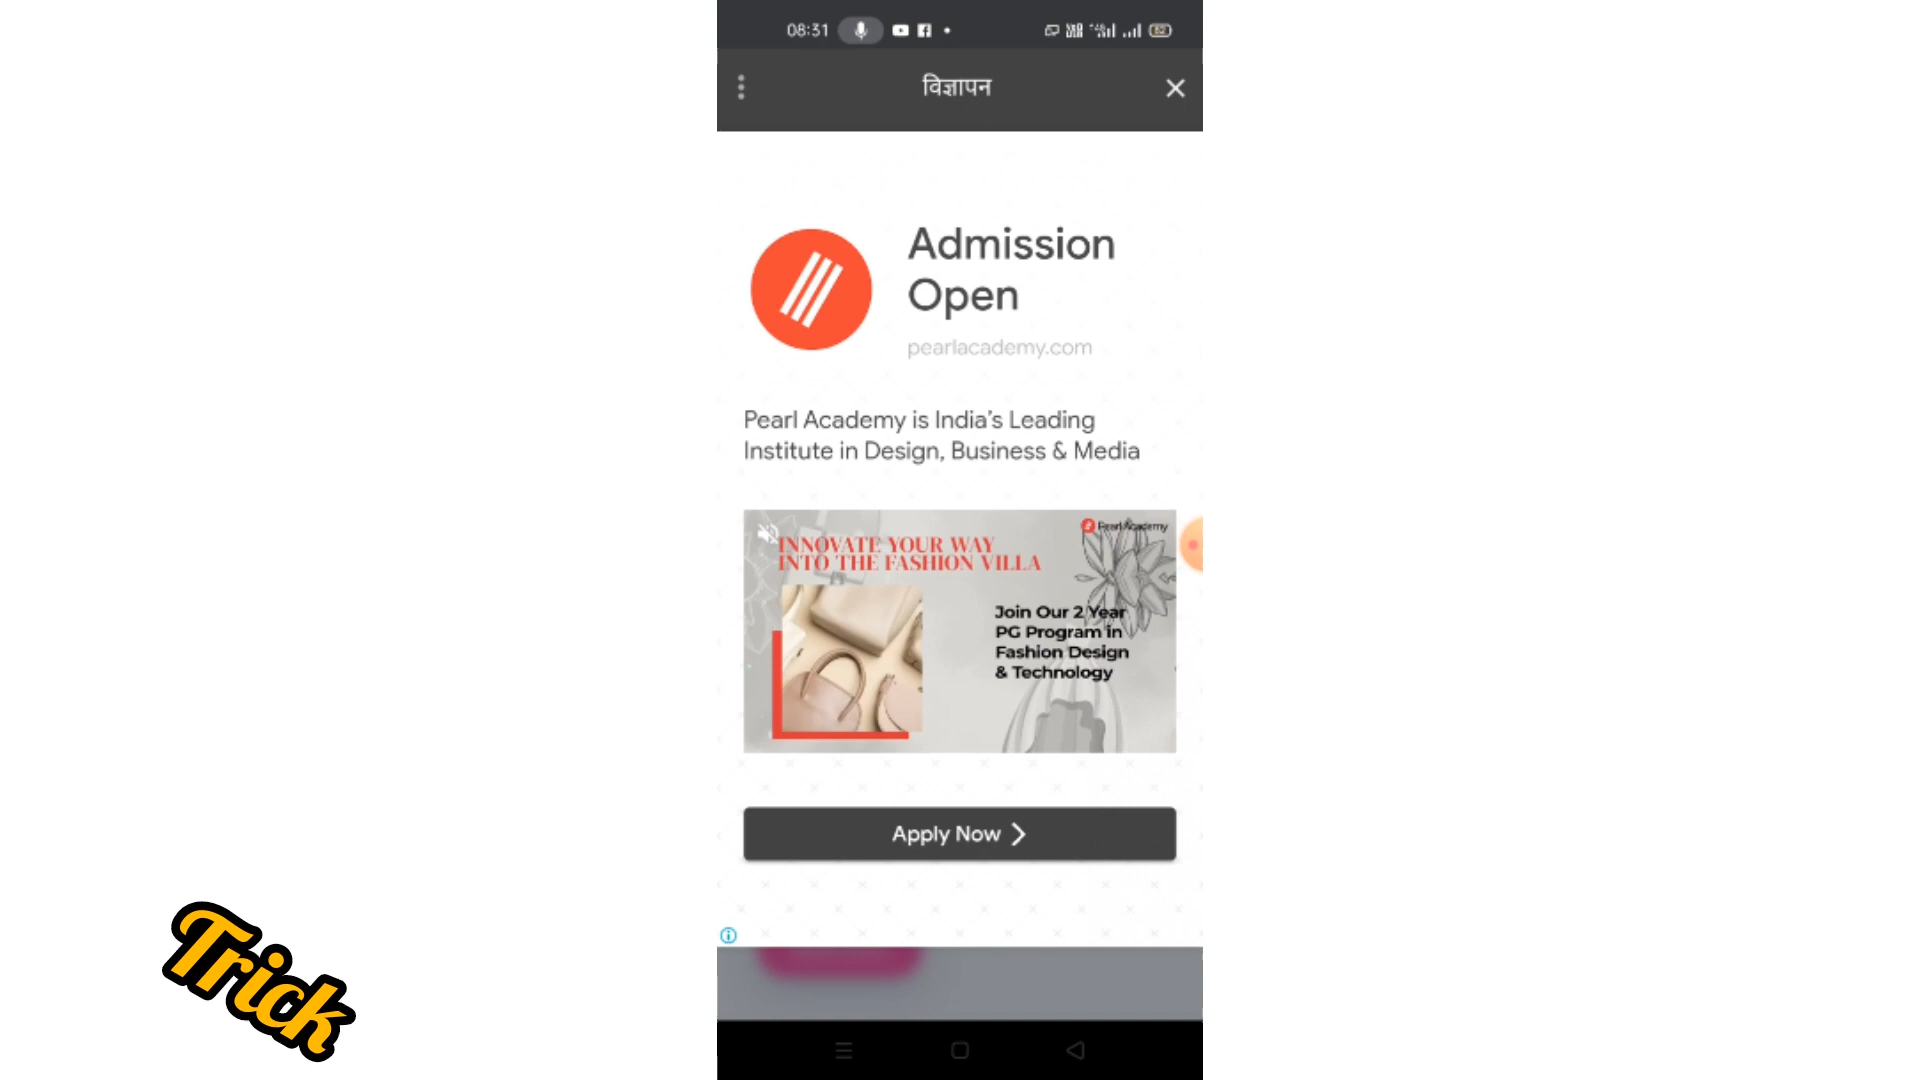 08:31
विज्ञापन
Admission
Open
pearlacademy.com
Pearl Academy is India's Leading
Institute in Design, Business & Media
Pearl Academy
INNOVATE YOUR WAY
INTO THE FASHION VILLA
Join Our 2 Year
PG Program in
Fashion Design
& Technology
Apply Now
Trick